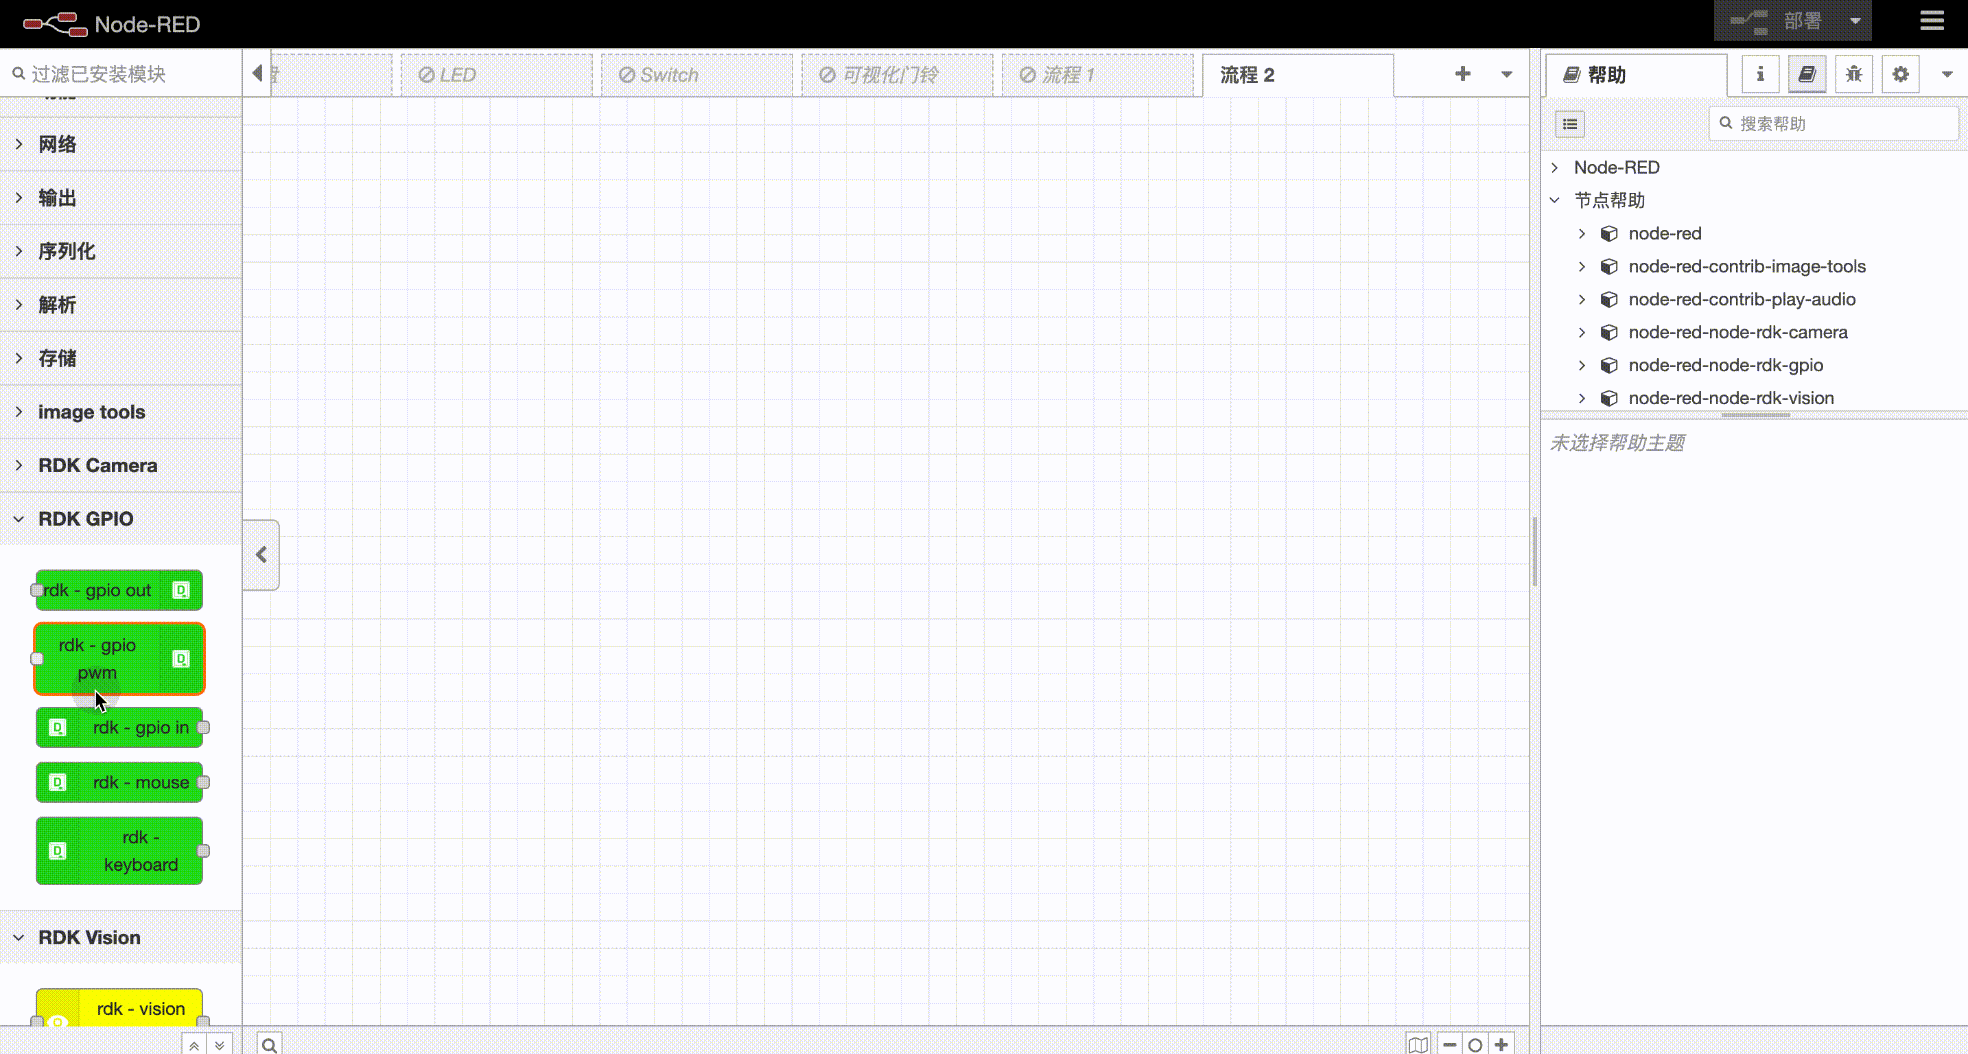 Node-RED
部署
过滤已安装模块
LED
Switch
可视化门铃
流程 1
流程 2
帮助
搜索帮助
网络
输出
序列化
解析
存储
image tools
RDK Camera
RDK GPIO
rdk - gpio out
rdk - gpio
pwm
rdk - gpio in
rdk - mouse
rdk -
keyboard
RDK Vision
rdk - vision
Node-RED
节点帮助
node-red
node-red-contrib-image-tools
node-red-contrib-play-audio
node-red-node-rdk-camera
node-red-node-rdk-gpio
node-red-node-rdk-vision
未选择帮助主题